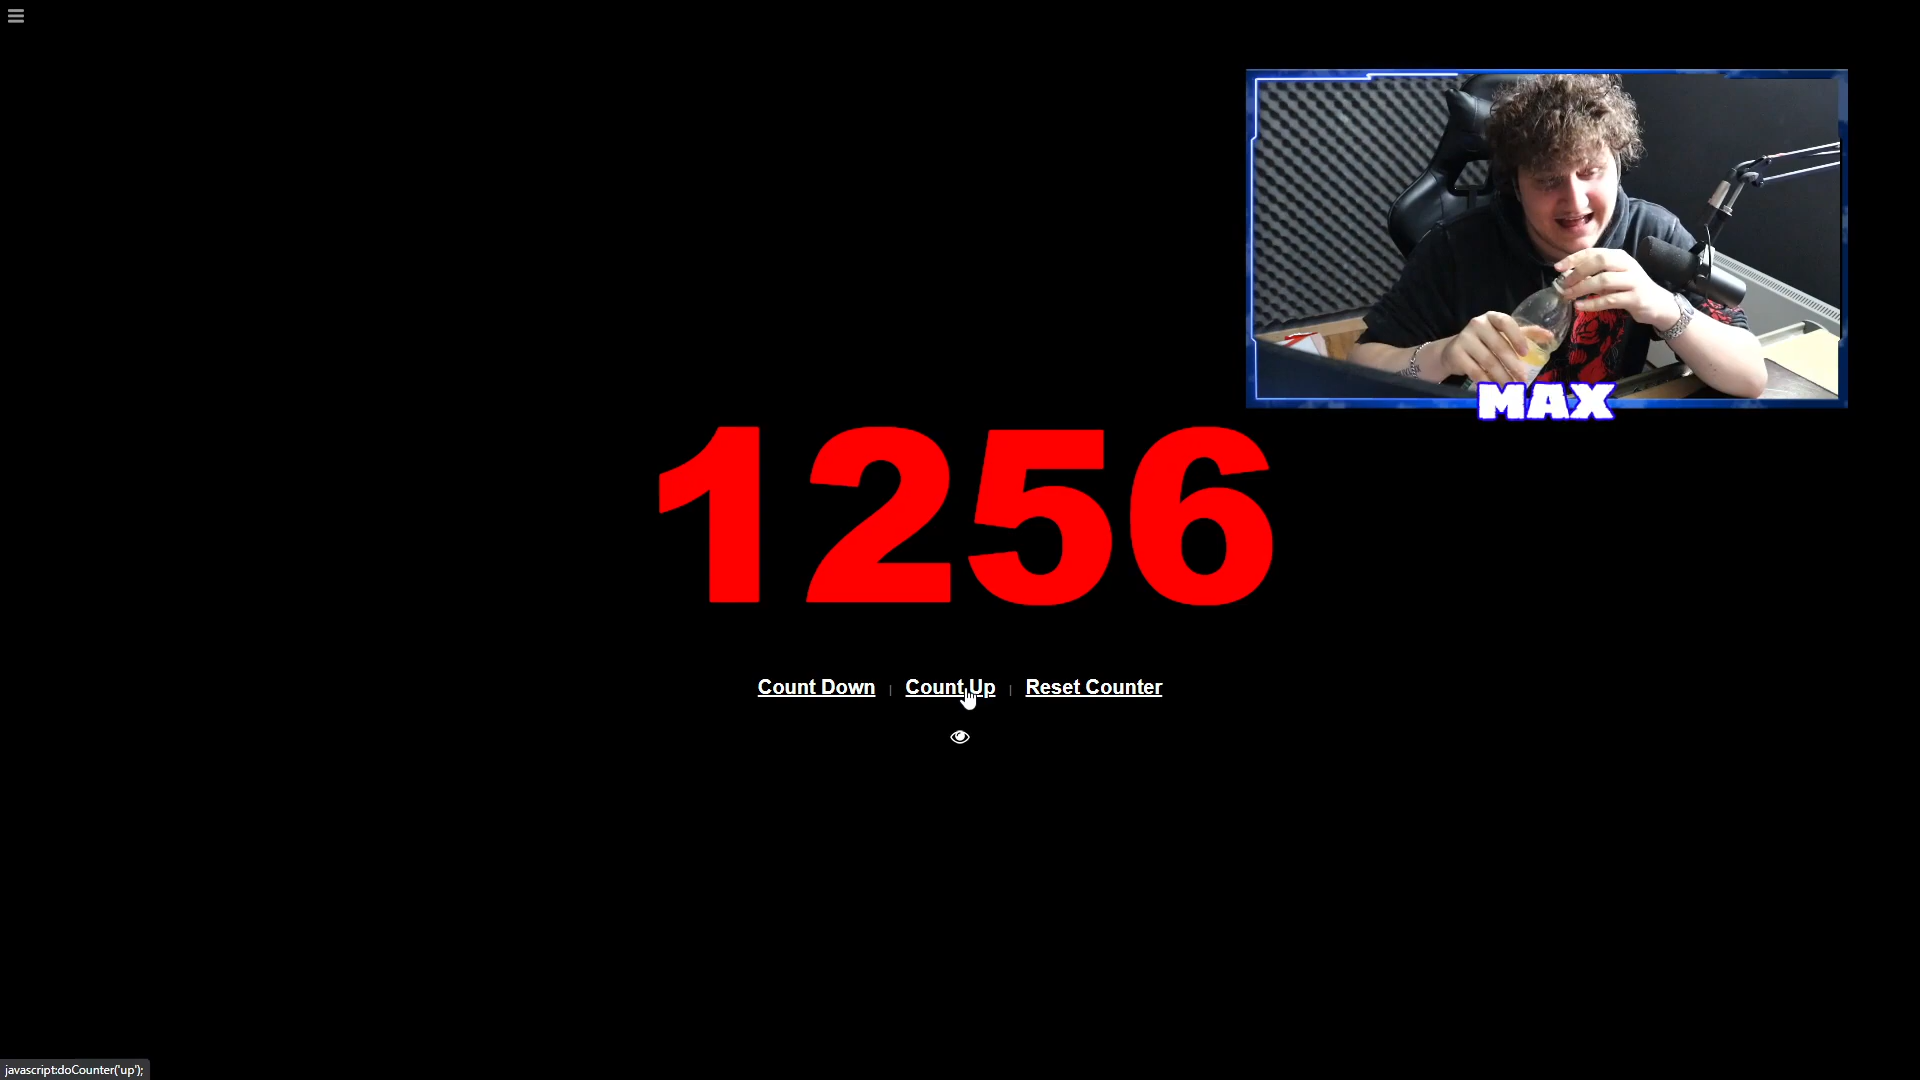 MAX
1256
Count Down | Count Up | Reset Counter
javascript:doCounter('up');